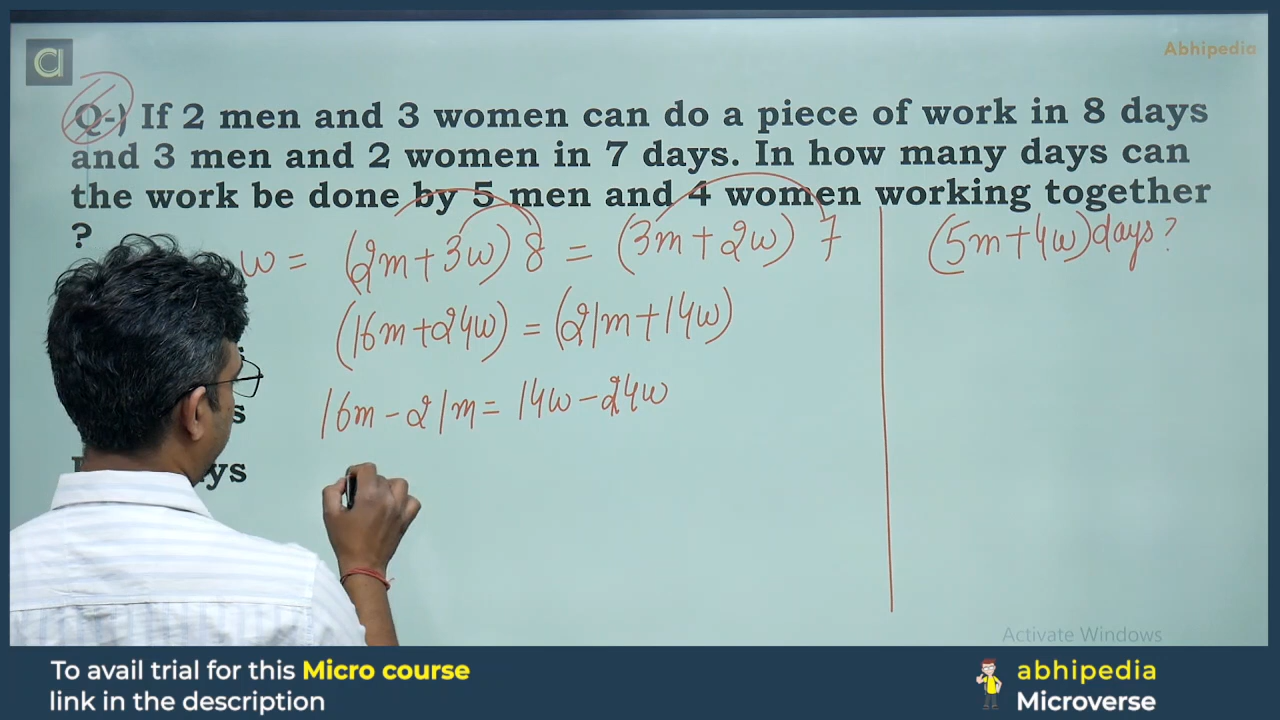 Abhipedia
Q-) If 2 men and 3 women can do a piece of work in 8 days
and 3 men and 2 women in 7 days. In how many days can
the work be done by 5 men and 4 women working together
?
w = (2m+3w) 8 = (3m+2w) 7
(5m+4w)days?
(16m+24w) = (21m+14w)
16m-21m = 14w-24w
Activate Windows
To avail trial for this Micro course
link in the description
abhipedia
Microverse